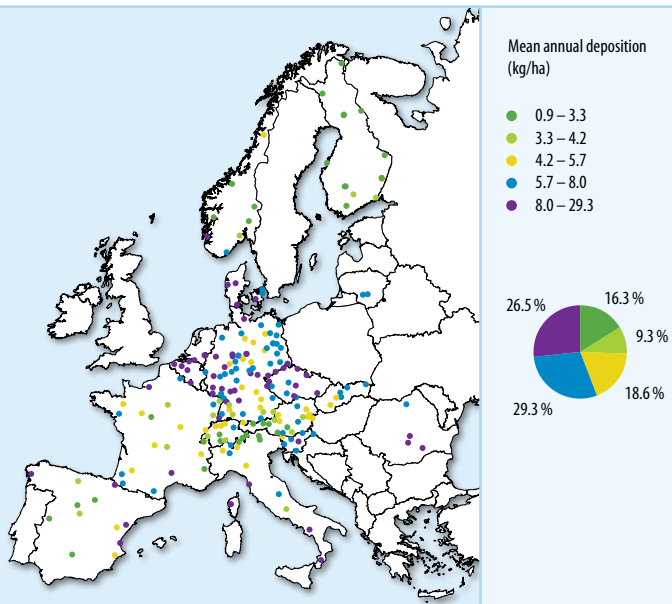 Mean annual deposition
(kg/ha)
0.9 – 3.3
3.3 – 4.2
4.2 – 5.7
5.7 – 8.0
8.0 – 29.3
26.5 %
16.3 %
9.3 %
18.6 %
29.3 %